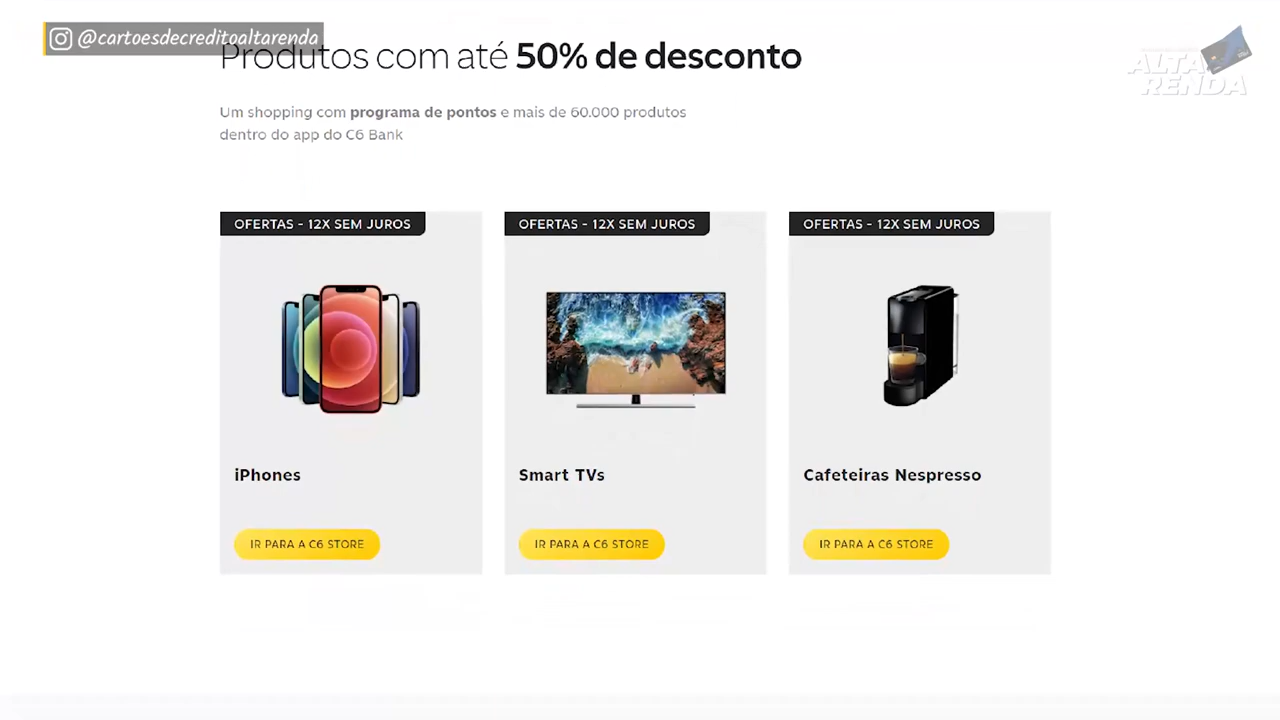 @cartoesdecreditoaltarenda
Produtos com até 50% de desconto
ALTA
RENDA
Um shopping com programa de pontos e mais de 60.000 produtos
dentro do app do C6 Bank
OFERTAS - 12X SEM JUROS
OFERTAS - 12X SEM JUROS
OFERTAS - 12X SEM JUROS
iPhones
Smart TVs
Cafeteiras Nespresso
IR PARA A C6 STORE
IR PARA A C6 STORE
IR PARA A C6 STORE